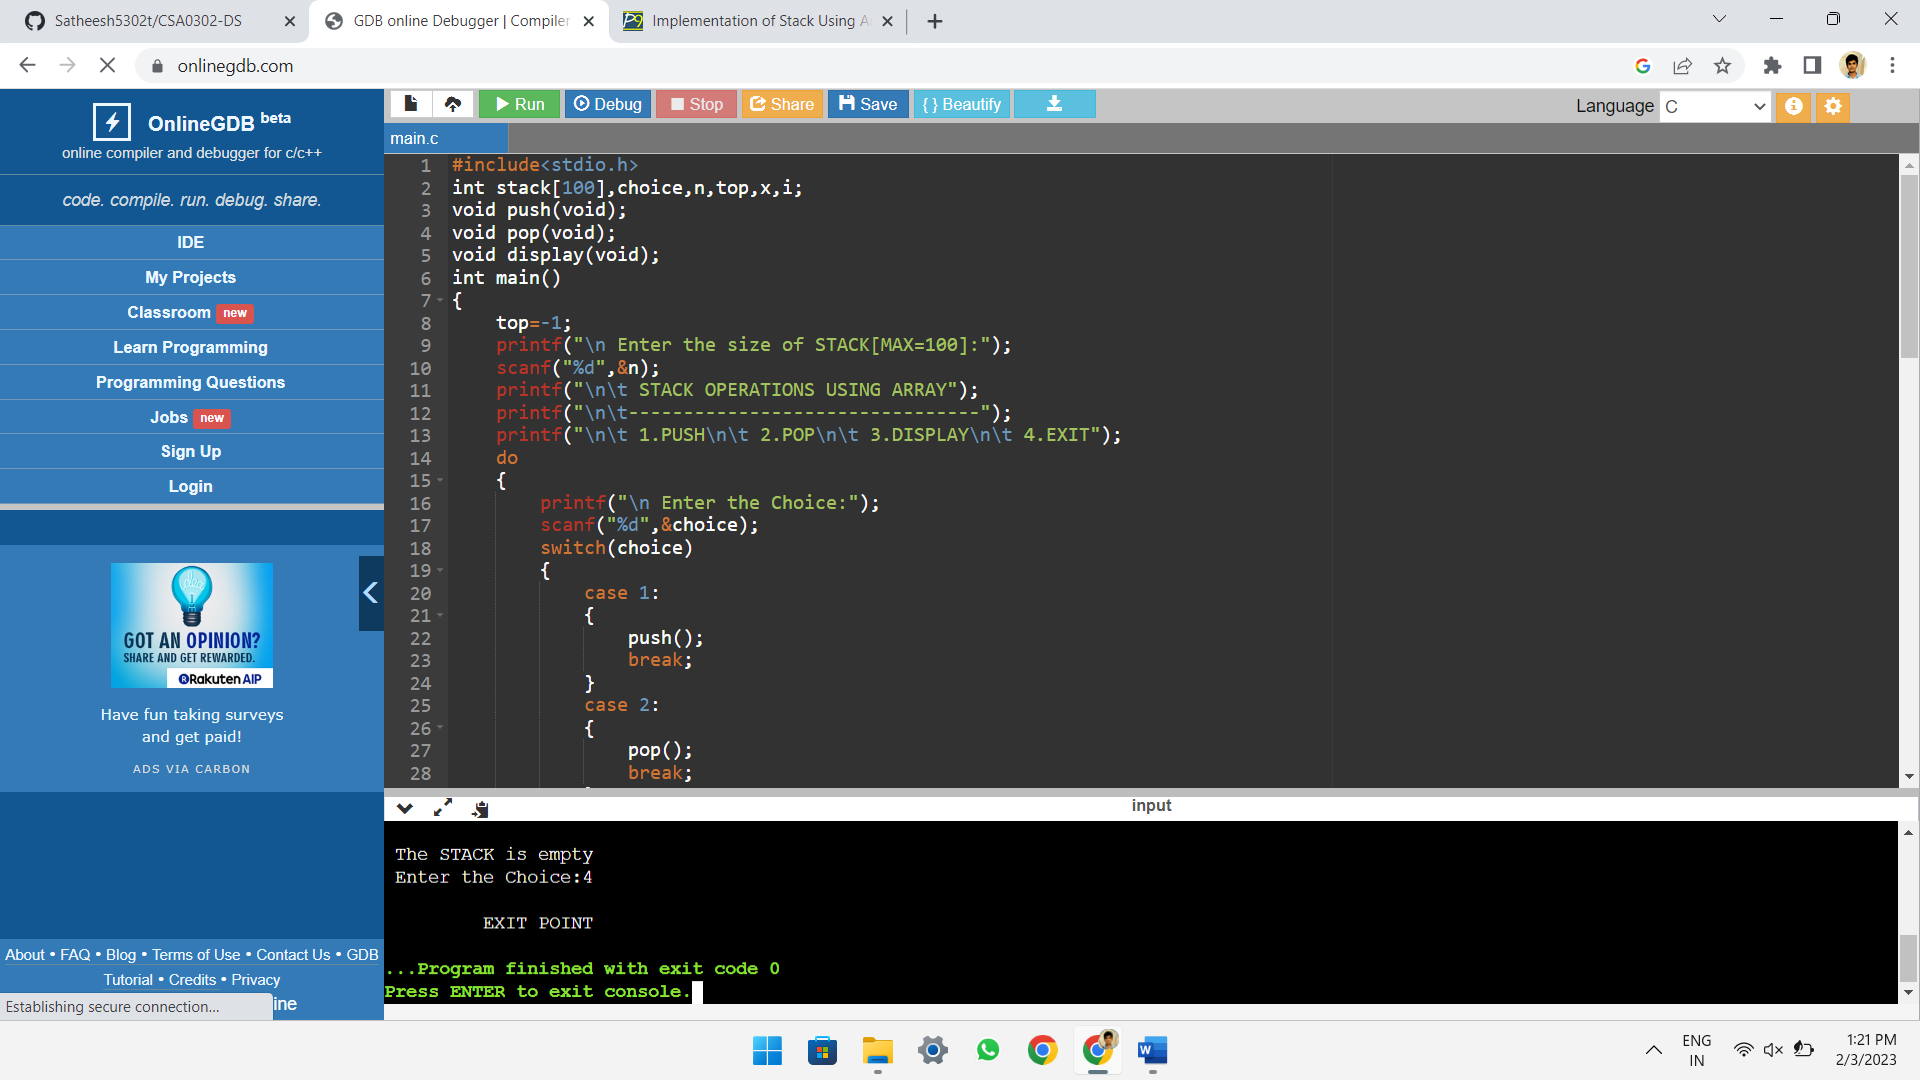 Satheesh5302t/CSA0302-DS
GDB online Debugger | Compiler
Implementation of Stack Using A
onlinegdb.com
OnlineGDB beta
online compiler and debugger for c/c++
code. compile. run. debug. share.
IDE
My Projects
Classroom new
Learn Programming
Programming Questions
Jobs new
Sign Up
Login
GOT AN OPINION?
SHARE AND GET REWARDED.
Rakuten AIP
Have fun taking surveys
and get paid!
ADS VIA CARBON
About • FAQ • Blog • Terms of Use • Contact Us • GDB
Tutorial • Credits • Privacy
ine
Establishing secure connection...
Run Debug Stop Share Save { } Beautify
Language C
main.c
1 #include<stdio.h>
2 int stack[100],choice,n,top,x,i;
3 void push(void);
4 void pop(void);
5 void display(void);
6 int main()
7 {
8     top=-1;
9     printf("\n Enter the size of STACK[MAX=100]:");
10     scanf("%d",&n);
11     printf("\n\t STACK OPERATIONS USING ARRAY");
12     printf("\n\t--------------------------------");
13     printf("\n\t 1.PUSH\n\t 2.POP\n\t 3.DISPLAY\n\t 4.EXIT");
14     do
15     {
16         printf("\n Enter the Choice:");
17         scanf("%d",&choice);
18         switch(choice)
19         {
20             case 1:
21             {
22                 push();
23                 break;
24             }
25             case 2:
26             {
27                 pop();
28                 break;
input
The STACK is empty
Enter the Choice:4
EXIT POINT
...Program finished with exit code 0
Press ENTER to exit console.
ENG
IN
1:21 PM
2/3/2023